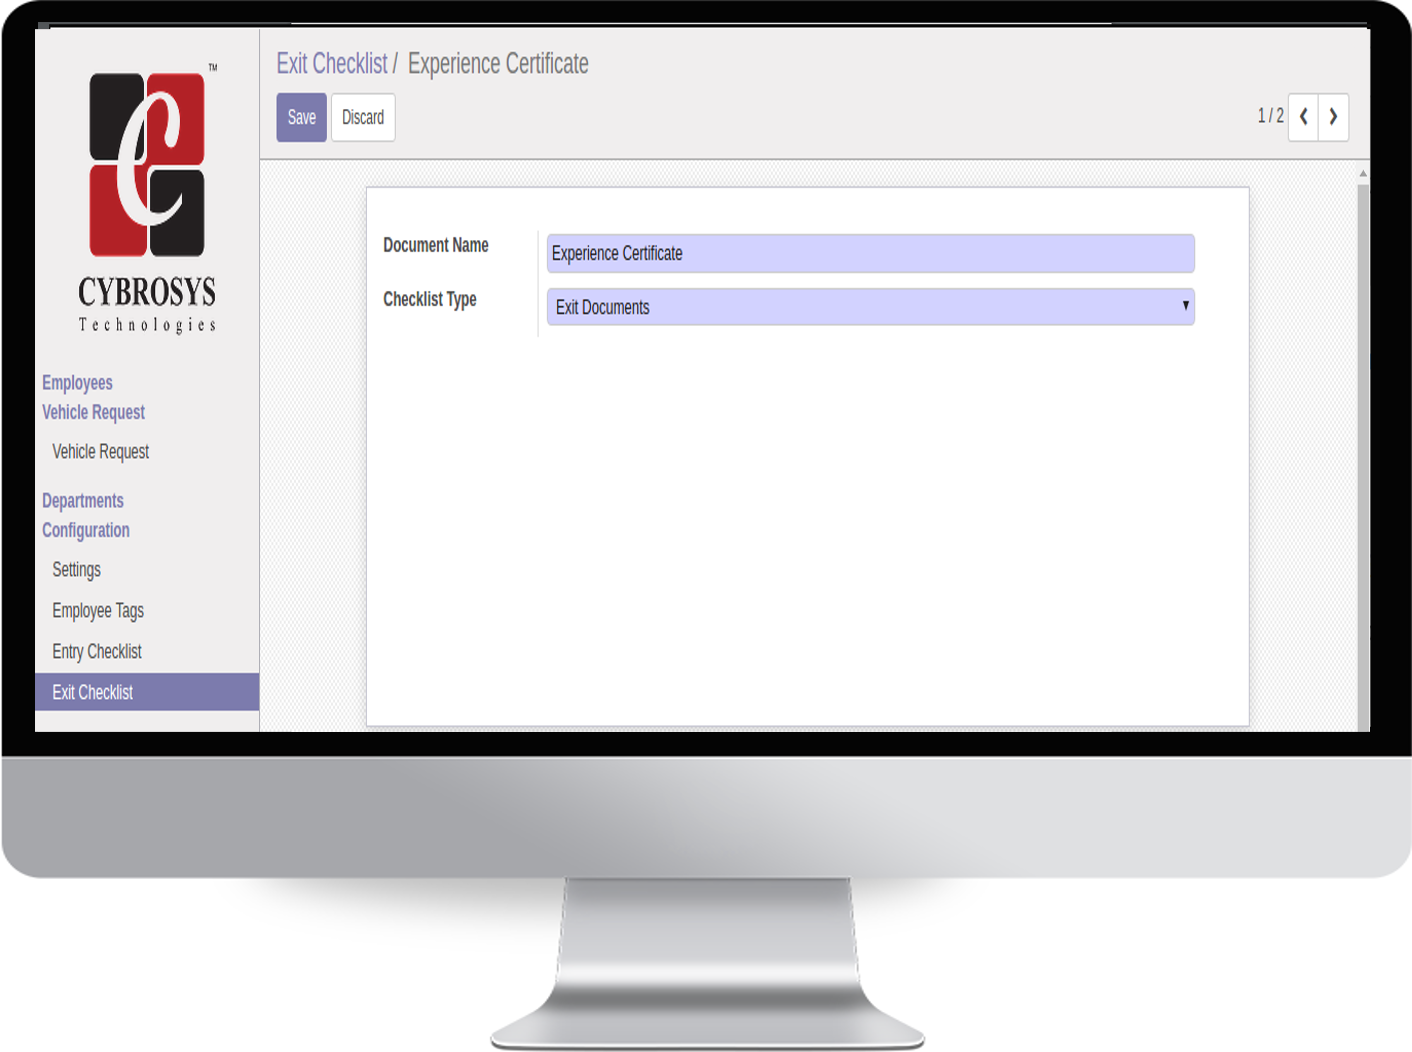 TM
CYBROSYS
Technologies
Employees
Vehicle Request
Vehicle Request
Departments
Configuration
Settings
Employee Tags
Entry Checklist
Exit Checklist
Exit Checklist / Experience Certificate
Save Discard
1 / 2
Document Name Experience Certificate
Checklist Type Exit Documents